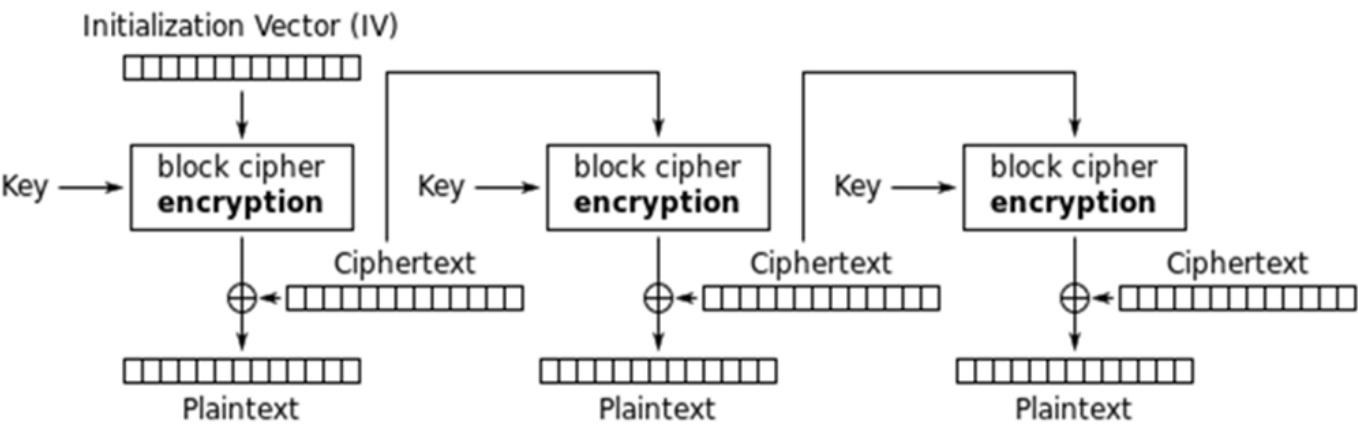 Initialization Vector (IV)
Key
block cipher
encryption
Key
block cipher
encryption
Key
block cipher
encryption
Ciphertext
Ciphertext
Ciphertext
Plaintext
Plaintext
Plaintext